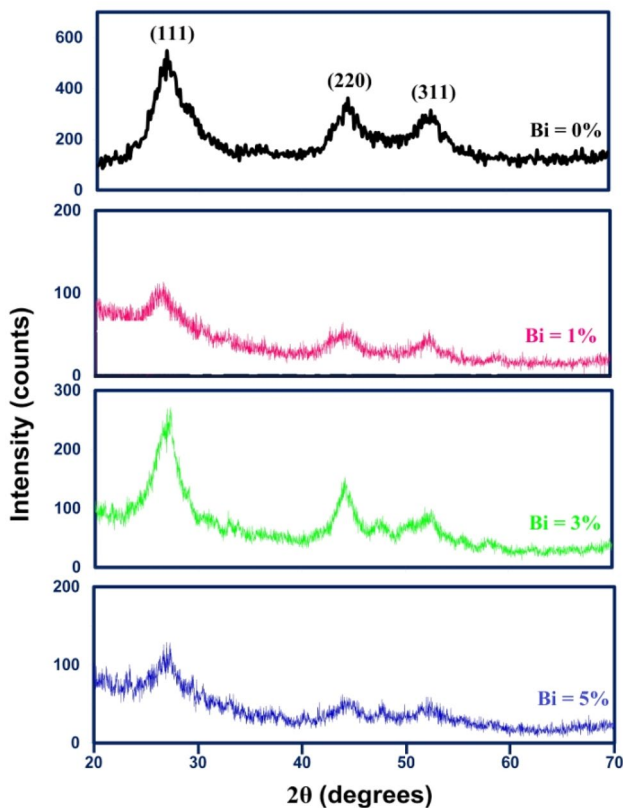 600
400
200
0
(111)
(220)
(311)
Bi = 0%
200
100
0
Bi = 1%
300
200
100
0
Bi = 3%
200
100
0
Bi = 5%
20 30 40 50 60 70
Intensity (counts)
2θ (degrees)